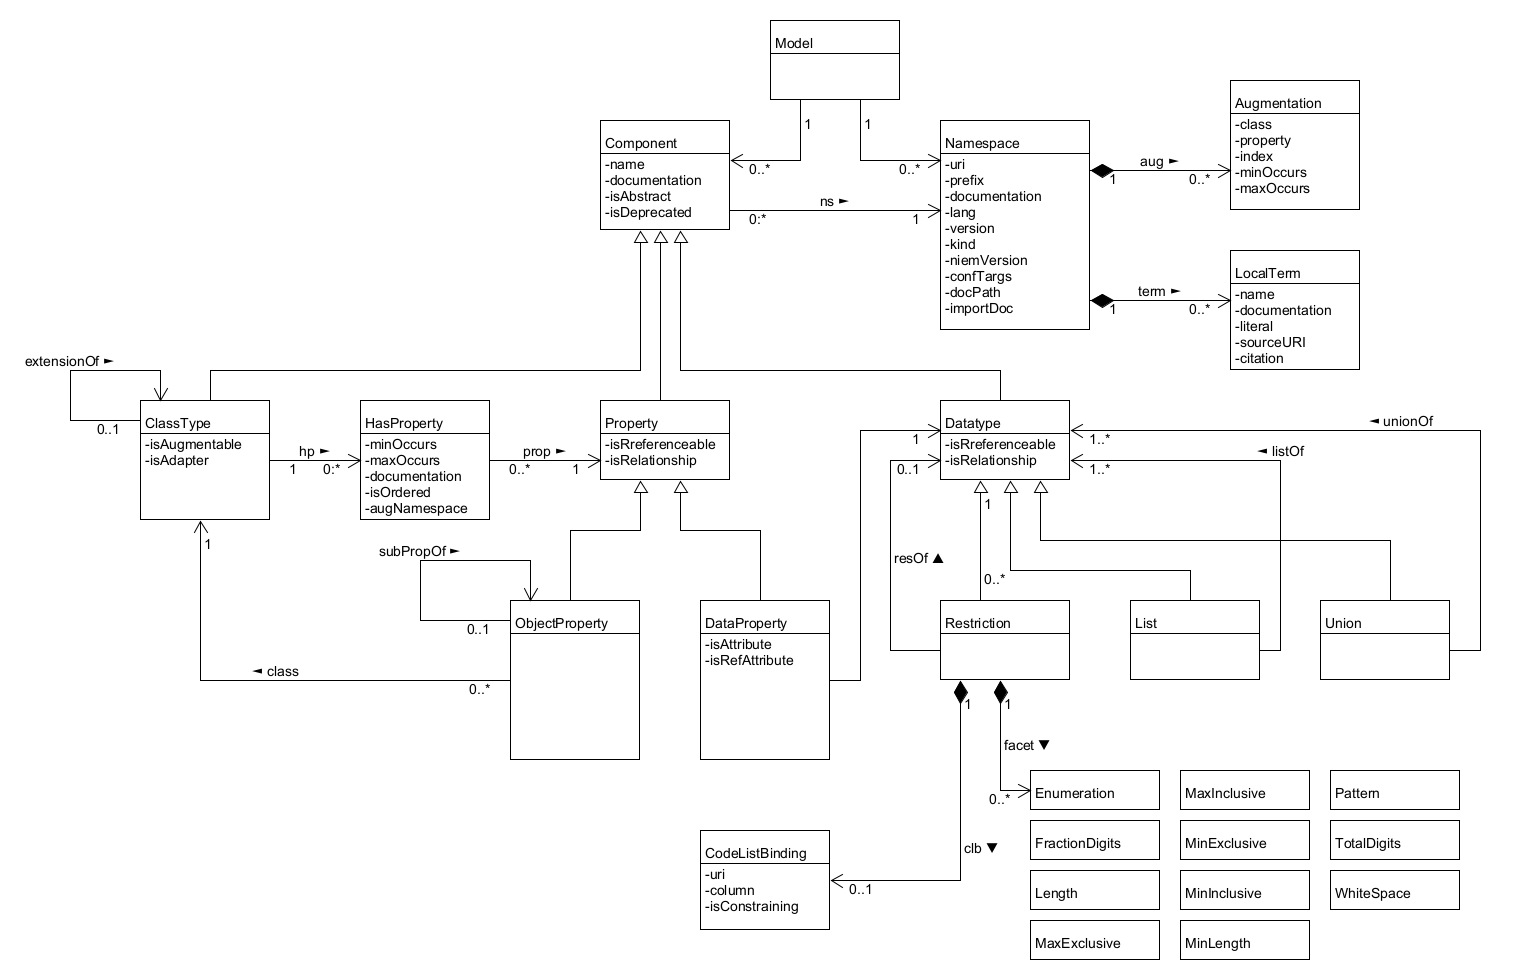 Model
1
1
0..*
0..*
Component
-name
-documentation
-isAbstract
-isDeprecated
ns ►
0:*
1
Namespace
-uri
-prefix
-documentation
-lang
-version
-kind
-niemVersion
-confTargs
-docPath
-importDoc
aug ►
1
0..*
Augmentation
-class
-property
-index
-minOccurs
-maxOccurs
term ►
1
0..*
LocalTerm
-name
-documentation
-literal
-sourceURI
-citation
extensionOf ►
0..1
ClassType
-isAugmentable
-isAdapter
hp ►
1
0:*
HasProperty
-minOccurs
-maxOccurs
-documentation
-isOrdered
-augNamespace
prop ►
0..*
1
Property
-isRreferenceable
-isRelationship
1
0..1
Datatype
-isRreferenceable
-isRelationship
1..*
◄ unionOf
1..*
◄ listOf
1
subPropOf ►
0..1
ObjectProperty
◄ class
0..*
DataProperty
-isAttribute
-isRefAttribute
resOf ▲
1
0..*
Restriction
List
Union
1
1
facet ▼
0..*
clb ▼
0..1
CodeListBinding
-uri
-column
-isConstraining
Enumeration
MaxInclusive
Pattern
FractionDigits
MinExclusive
TotalDigits
Length
MinInclusive
WhiteSpace
MaxExclusive
MinLength